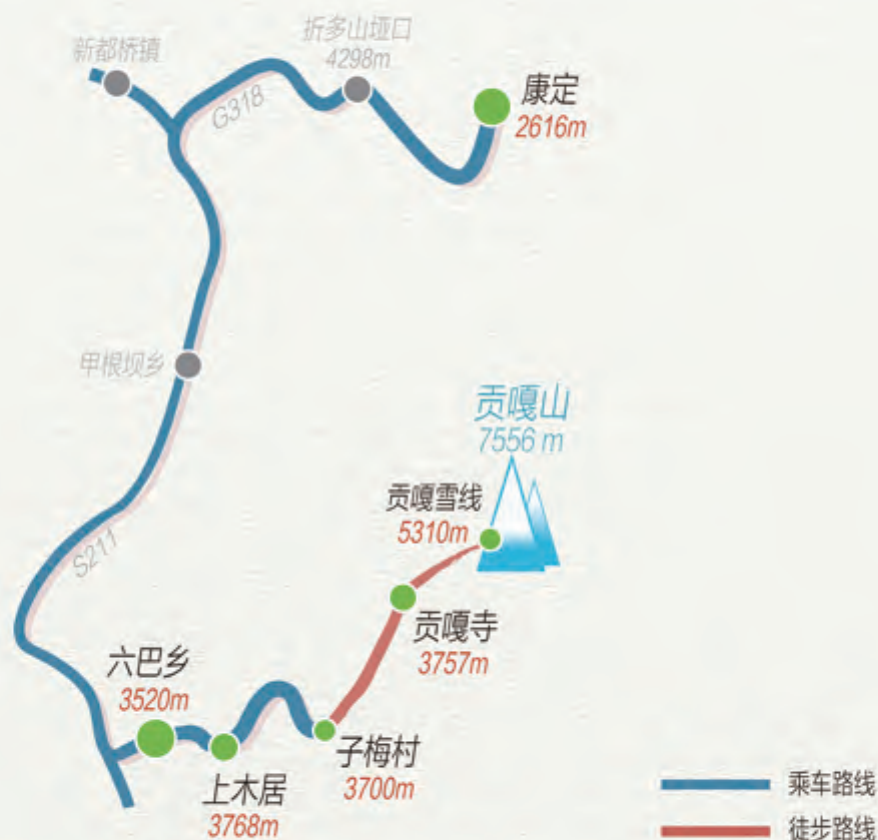 折多山垭口
4298m
新都桥镇
康定
2616m
G318
甲根坝乡
贡嘎山
7556 m
贡嘎雪线
5310m
S211
贡嘎寺
3757m
六巴乡
3520m
子梅村
3700m
上木居
3768m
乘车路线
徒步路线